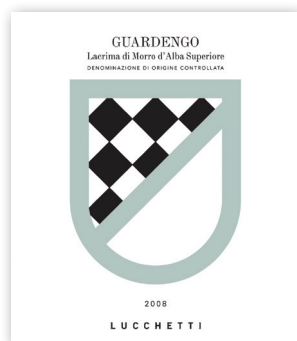 GUARDENGO
Lacrima di Morro d'Alba Superiore
DENOMINAZIONE DI ORIGINE CONTROLLATA
2008
LUCCHETTI